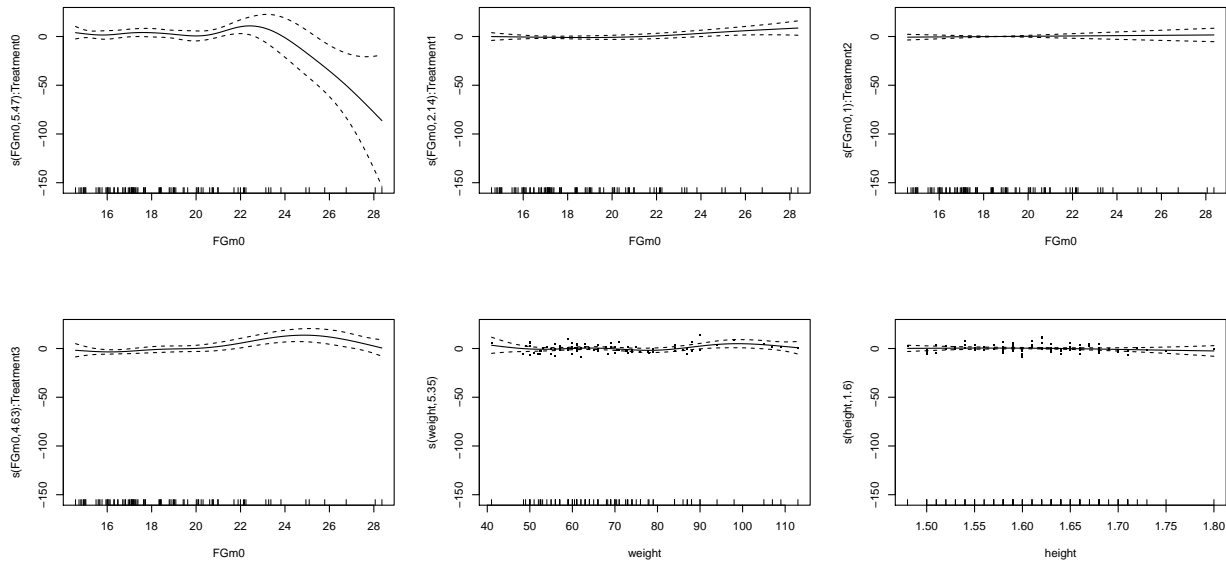 s(FGm0,5.47):Treatment0
0
−50
−100
−150
16 18 20 22 24 26 28
FGm0
s(FGm0,2.14):Treatment1
0
−50
−100
−150
16 18 20 22 24 26 28
FGm0
s(FGm0,1):Treatment2
0
−50
−100
−150
16 18 20 22 24 26 28
FGm0
s(FGm0,4.63):Treatment3
0
−50
−100
−150
16 18 20 22 24 26 28
FGm0
s(weight,5.35)
0
−50
−100
−150
40 50 60 70 80 90 100 110
weight
s(height,1.6)
0
−50
−100
−150
1.50 1.55 1.60 1.65 1.70 1.75 1.80
height